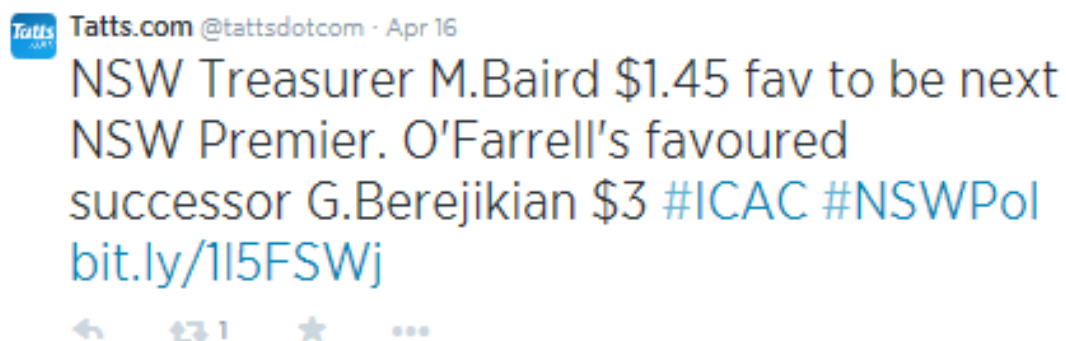 Tatts.com @tattsdotcom · Apr 16
NSW Treasurer M.Baird $1.45 fav to be next
NSW Premier. O'Farrell's favoured
successor G.Berejikian $3 #ICAC #NSWPol
bit.ly/1l5FSWj
1